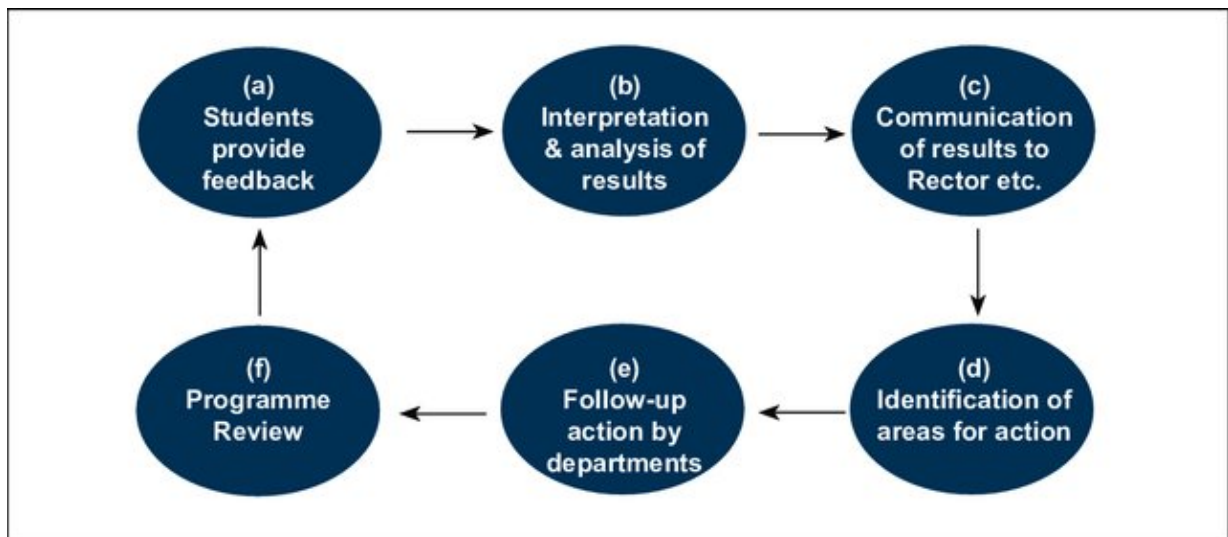 (a)
Students
provide
feedback
(b)
Interpretation
& analysis of
results
(c)
Communication
of results to
Rector etc.
(d)
Identification of
areas for action
(e)
Follow-up
action by
departments
(f)
Programme
Review